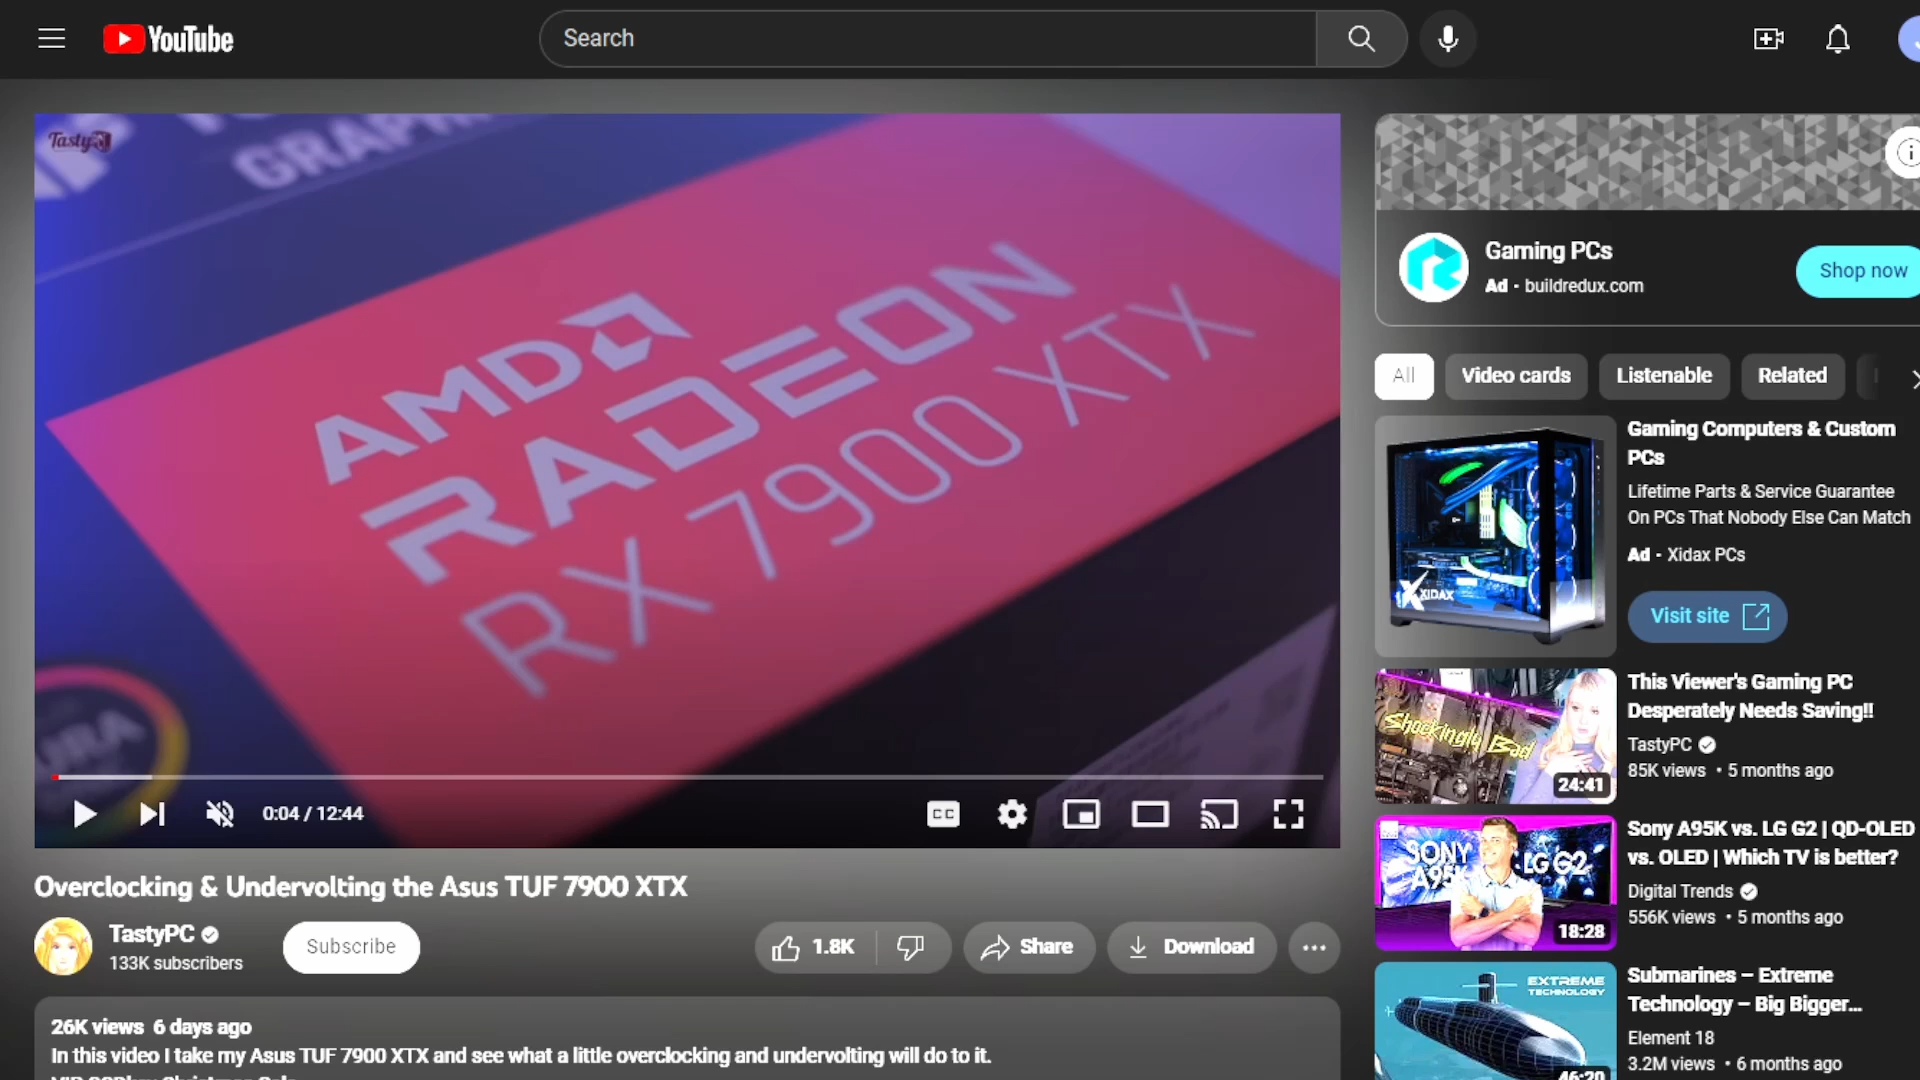 YouTube
Search
Tasty
GRAPHI
AMD
RADEON
RX 7900 XTX
0:04 / 12:44
CC
Overclocking & Undervolting the Asus TUF 7900 XTX
TastyPC
133K subscribers
Subscribe
1.8K
Share
Download
26K views 6 days ago
In this video I take my Asus TUF 7900 XTX and see what a little overclocking and undervolting will do to it.
Gaming PCs
Ad · buildredux.com
Shop now
All
Video cards
Listenable
Related
XIDAX
Gaming Computers & Custom
PCs
Lifetime Parts & Service Guarantee
On PCs That Nobody Else Can Match
Ad · Xidax PCs
Visit site
Shockingly Bad
24:41
This Viewer's Gaming PC
Desperately Needs Saving!!
TastyPC
85K views • 5 months ago
SONY
A95K
LG G2
18:28
Sony A95K vs. LG G2 | QD-OLED
vs. OLED | Which TV is better?
Digital Trends
556K views • 5 months ago
EXTREME
TECHNOLOGY
46:20
Submarines – Extreme
Technology – Big Bigger...
Element 18
3.2M views • 6 months ago